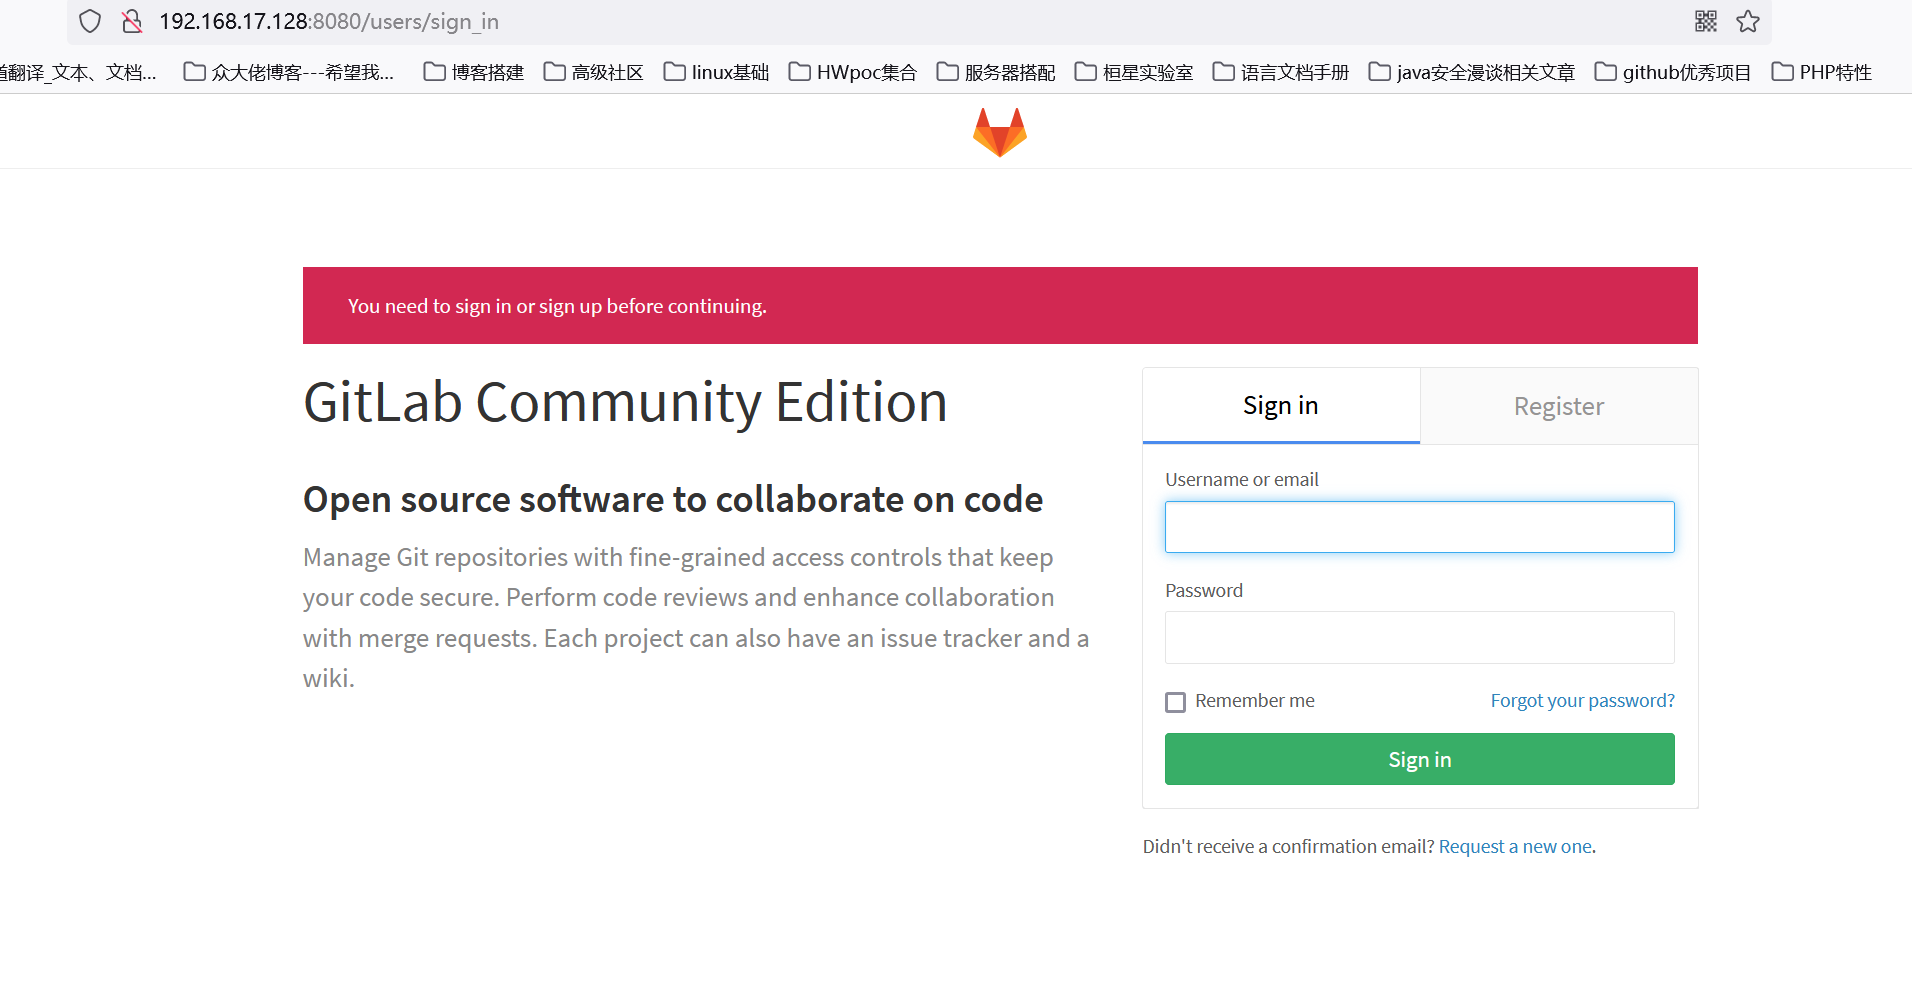 192.168.17.128:8080/users/sign_in
道翻译_文本、文档... 众大佬博客---希望我... 博客搭建 高级社区 linux基础 HWpoc集合 服务器搭配 桓星实验室 语言文档手册 java安全漫谈相关文章 github优秀项目 PHP特性
You need to sign in or sign up before continuing.
GitLab Community Edition
Open source software to collaborate on code
Manage Git repositories with fine-grained access controls that keep
your code secure. Perform code reviews and enhance collaboration
with merge requests. Each project can also have an issue tracker and a
wiki.
Sign in Register
Username or email
Password
Remember me Forgot your password?
Sign in
Didn't receive a confirmation email? Request a new one.